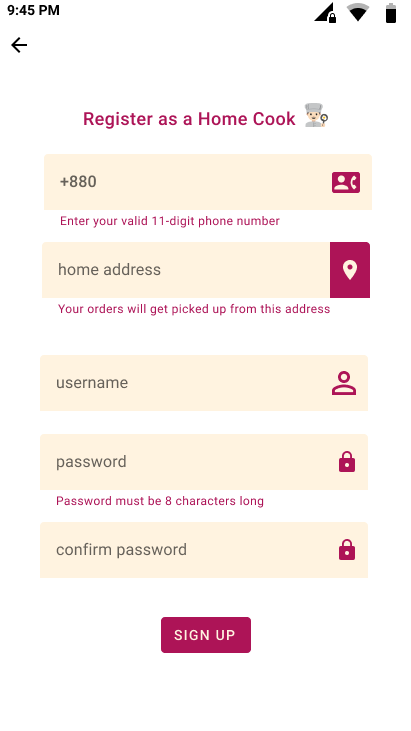 9:45 PM
Register as a Home Cook
+880
Enter your valid 11-digit phone number
home address
Your orders will get picked up from this address
username
password
Password must be 8 characters long
confirm password
SIGN UP